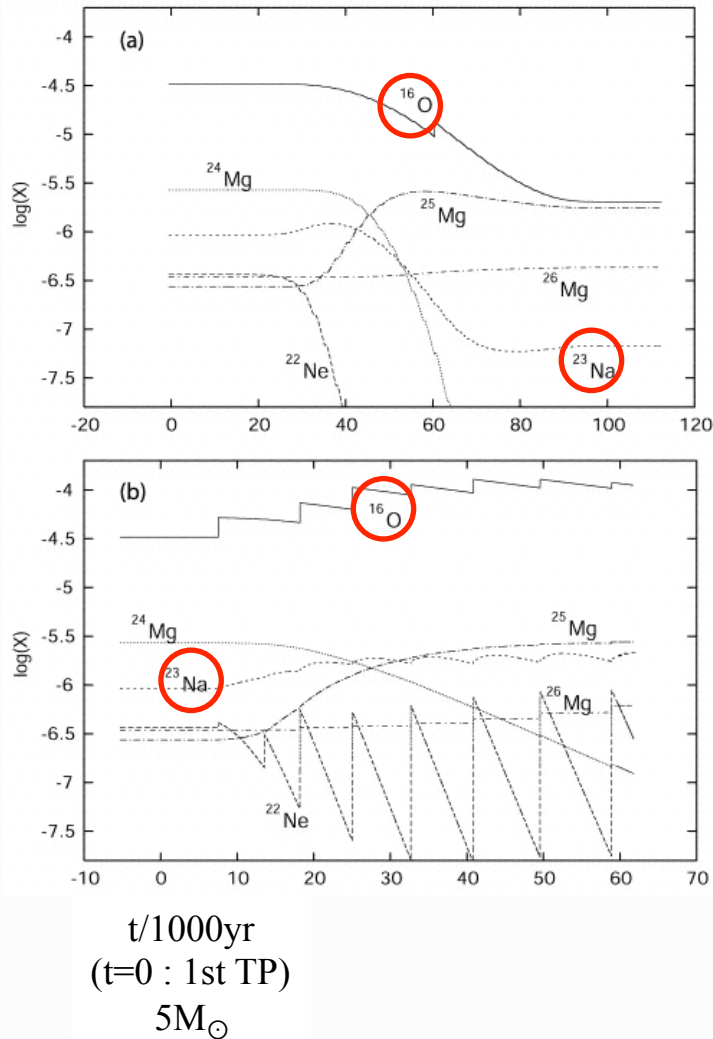 (a)
-4
-4.5
-5
-5.5
-6
-6.5
-7
-7.5
log(X)
¹⁶O
²⁴Mg
²⁵Mg
²⁶Mg
²²Ne
²³Na
-20 0 20 40 60 80 100 120
(b)
-4
-4.5
-5
-5.5
-6
-6.5
-7
-7.5
log(X)
¹⁶O
²⁴Mg
²⁵Mg
²³Na
²⁶Mg
²²Ne
-10 0 10 20 30 40 50 60 70
t/1000yr
(t=0 : 1st TP)
5M☉